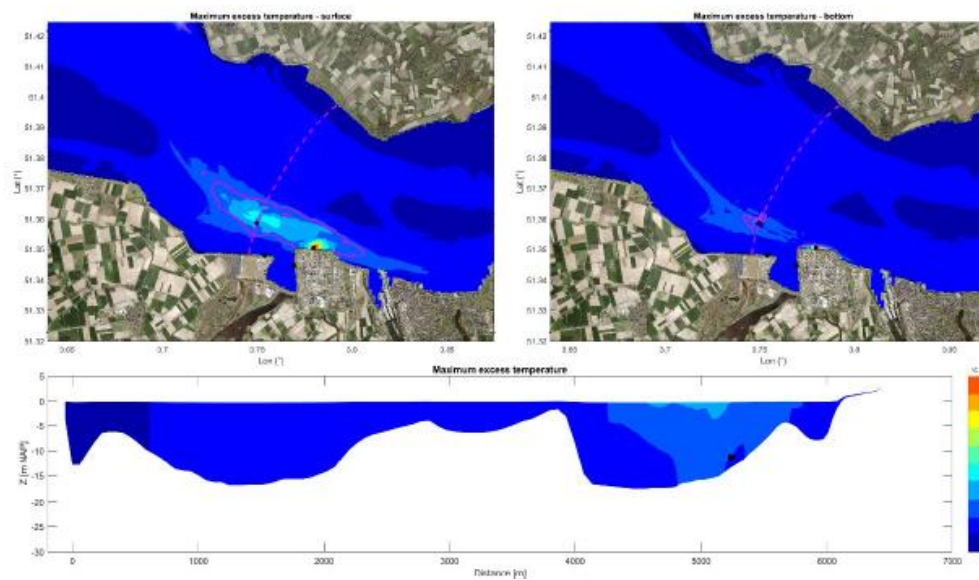 Maximum excess temperature - surface
Maximum excess temperature - bottom
51.42
51.41
51.4
51.39
51.38
51.37
51.36
51.35
51.34
51.33
51.32
Lat (°)
3.65 3.7 3.75 3.8 3.85
Lon (°)
51.42
51.41
51.4
51.39
51.38
51.37
51.36
51.35
51.34
51.33
51.32
Lat (°)
3.65 3.7 3.75 3.8 3.85
Lon (°)
Maximum excess temperature
5
0
-5
-10
-15
-20
-25
-30
Z [m NAP]
0 1000 2000 3000 4000 5000 6000 7000
Distance [m]